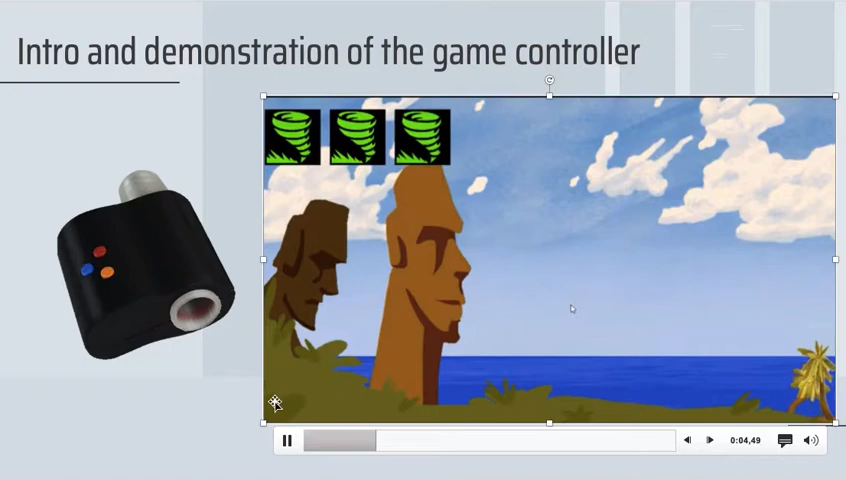 Intro and demonstration of the game controller
0:04,49